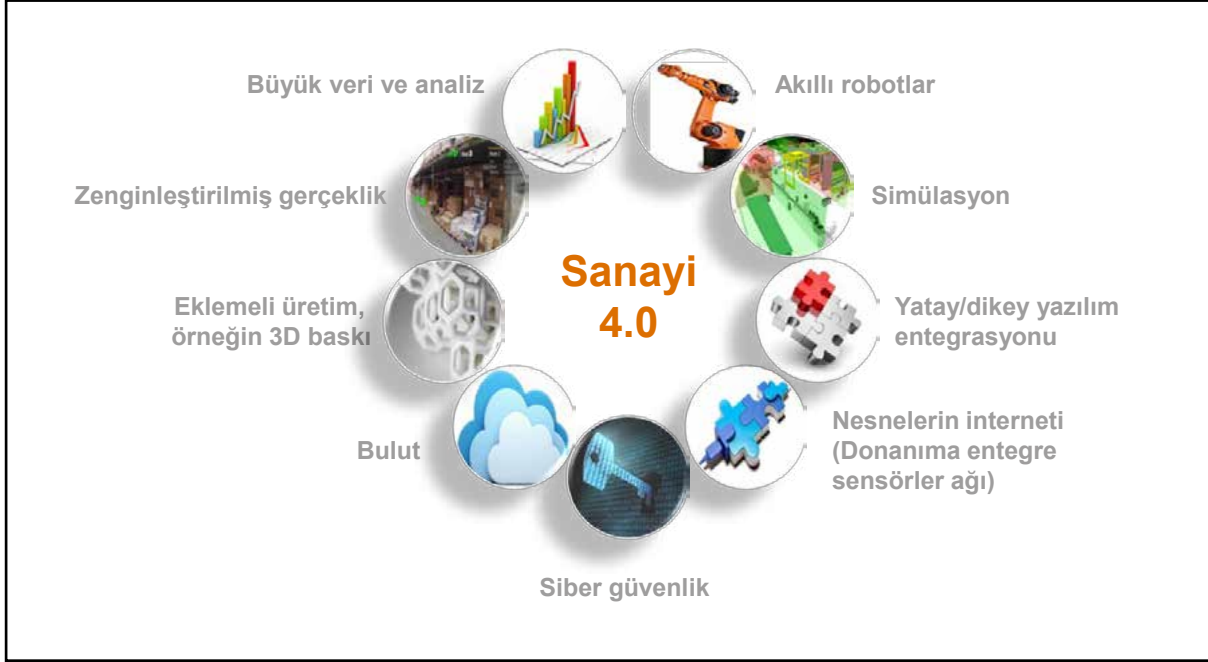 Büyük veri ve analiz
Akıllı robotlar
Zenginleştirilmiş gerçeklik
Simülasyon
Sanayi
4.0
Eklemeli üretim,
örneğin 3D baskı
Yatay/dikey yazılım
entegrasyonu
Bulut
Nesnelerin interneti
(Donanıma entegre
sensörler ağı)
Siber güvenlik